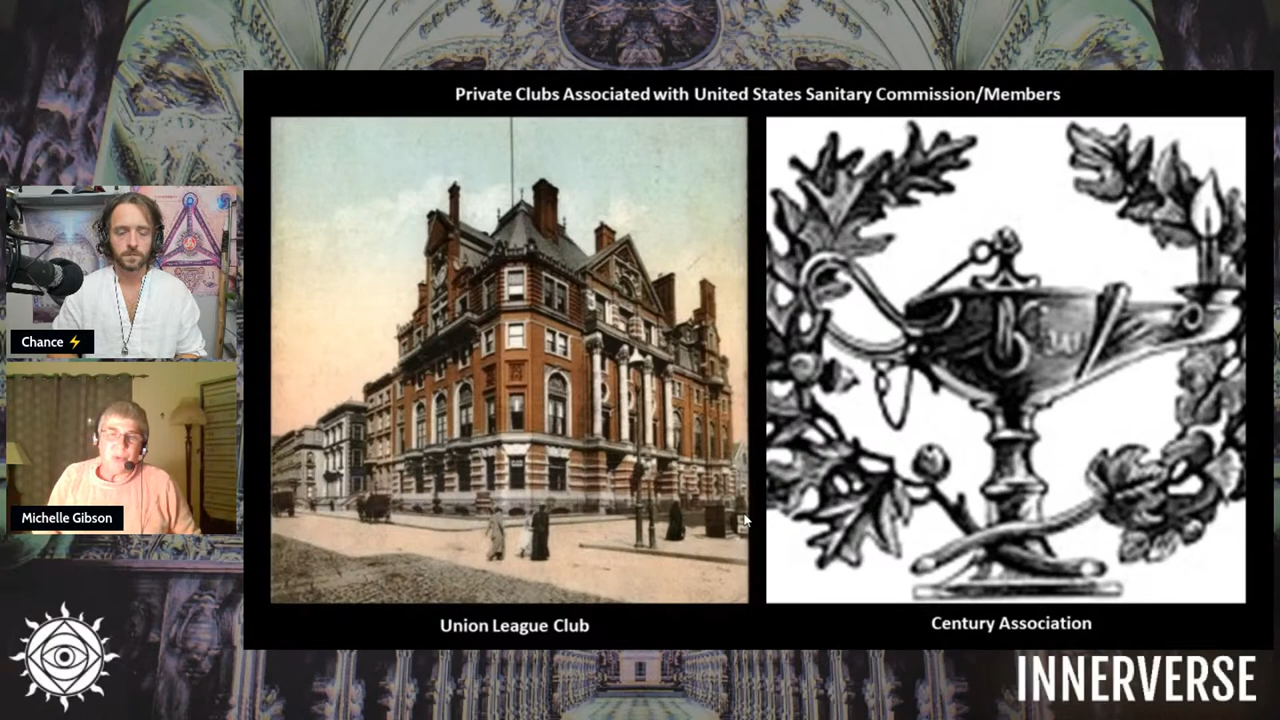 Private Clubs Associated with United States Sanitary Commission/Members
Chance ⚡
Michelle Gibson
Union League Club
Century Association
INNERVERSE